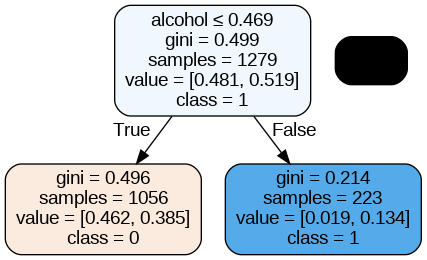 alcohol ≤ 0.469
gini = 0.499
samples = 1279
value = [0.481, 0.519]
class = 1
True
False
gini = 0.496
samples = 1056
value = [0.462, 0.385]
class = 0
gini = 0.214
samples = 223
value = [0.019, 0.134]
class = 1